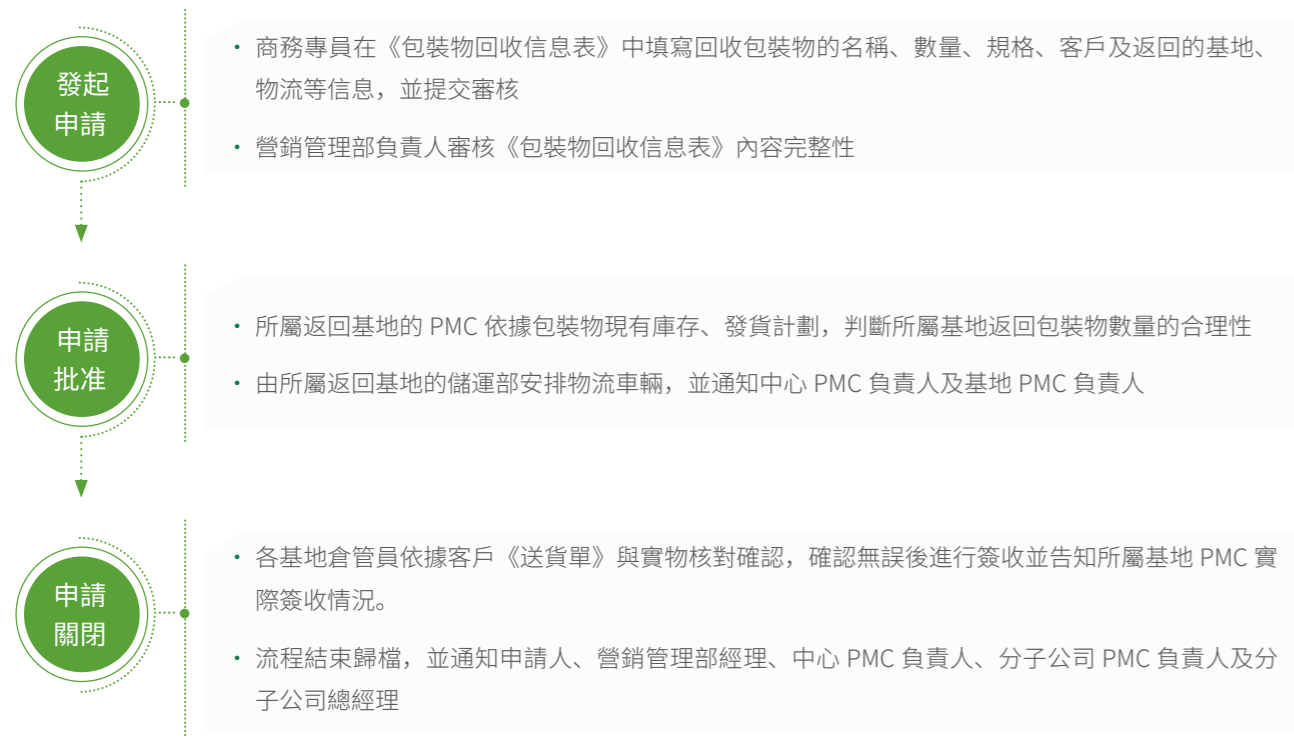 發起
申請
• 商務專員在《包裝物回收信息表》中填寫回收包裝物的名稱、數量、規格、客戶及返回的基地、
物流等信息，並提交審核
• 營銷管理部負責人審核《包裝物回收信息表》內容完整性
申請
批准
• 所屬返回基地的 PMC 依據包裝物現有庫存、發貨計劃，判斷所屬基地返回包裝物數量的合理性
• 由所屬返回基地的儲運部安排物流車輛，並通知中心 PMC 負責人及基地 PMC 負責人
申請
關閉
• 各基地倉管員依據客戶《送貨單》與實物核對確認，確認無誤後進行簽收並告知所屬基地 PMC 實
際簽收情況。
• 流程結束歸檔，並通知申請人、營銷管理部經理、中心 PMC 負責人、分子公司 PMC 負責人及分
子公司總經理